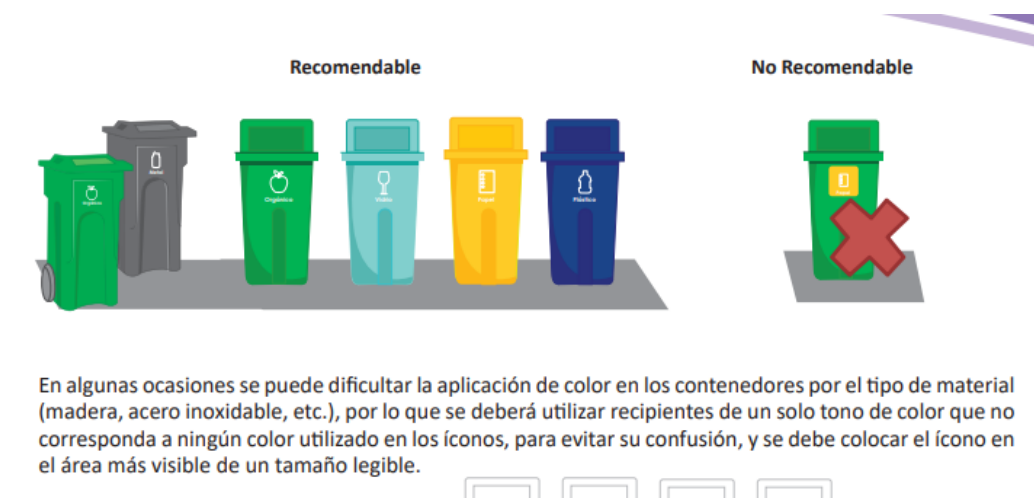 Recomendable
No Recomendable
Orgánico
Metal
Orgánico
Vidrio
Papel
Plástico
Papel
En algunas ocasiones se puede dificultar la aplicación de color en los contenedores por el tipo de material
(madera, acero inoxidable, etc.), por lo que se deberá utilizar recipientes de un solo tono de color que no
corresponda a ningún color utilizado en los íconos, para evitar su confusión, y se debe colocar el ícono en
el área más visible de un tamaño legible.